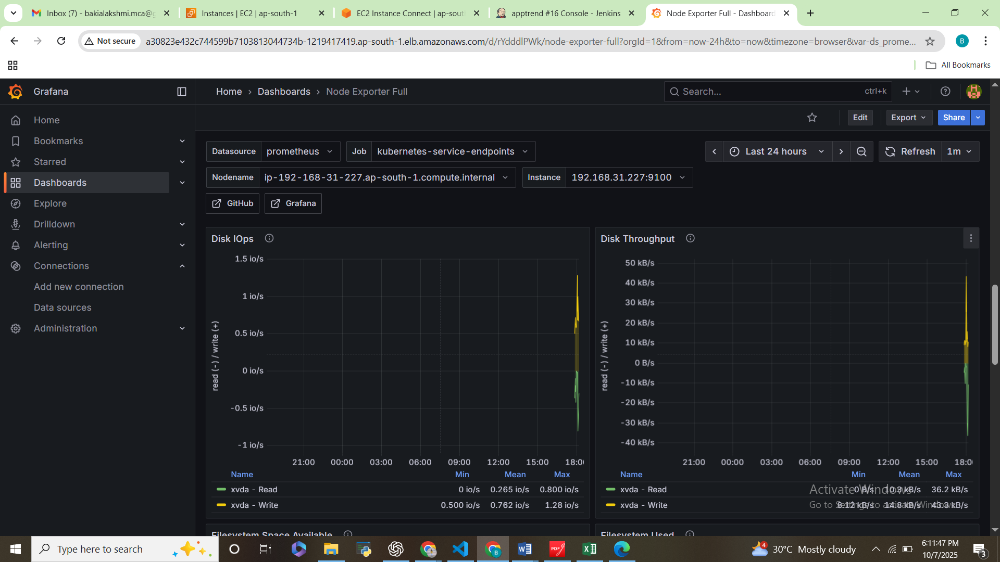 Inbox (7) - bakialakshmi.mca@g
Instances | EC2 | ap-south-1
EC2 Instance Connect | ap-sout
apptrend #16 Console - Jenkins
Node Exporter Full - Dashboard
Not secure
a30823e432c744599b7103813044734b-1219417419.ap-south-1.elb.amazonaws.com/d/rYdddlPWk/node-exporter-full?orgId=1&from=now-24h&to=now&timezone=browser&var-ds_prome...
B
All Bookmarks
Grafana
Home › Dashboards › Node Exporter Full
Search...
ctrl+k
Home
Bookmarks
Starred
Dashboards
Explore
Drilldown
Alerting
Connections
Add new connection
Data sources
Administration
Edit
Export
Share
Datasource prometheus
Job kubernetes-service-endpoints
Last 24 hours
Refresh 1m
Nodename ip-192-168-31-227.ap-south-1.compute.internal
Instance 192.168.31.227:9100
GitHub
Grafana
Disk IOps
1.5 io/s
1 io/s
0.5 io/s
0 io/s
-0.5 io/s
-1 io/s
read (-) / write (+)
21:00 00:00 03:00 06:00 09:00 12:00 15:00 18:0
Name Min Mean Max
xvda - Read 0 io/s 0.265 io/s 0.800 io/s
xvda - Write 0.500 io/s 0.762 io/s 1.28 io/s
Disk Throughput
50 kB/s
40 kB/s
30 kB/s
20 kB/s
10 kB/s
0 B/s
-10 kB/s
-20 kB/s
-30 kB/s
-40 kB/s
read (-) / write (+)
21:00 00:00 03:00 06:00 09:00 12:00 15:00 18:0
Name Min Mean Max
xvda - Read 0 B/s 10.3 kB/s 36.2 kB/s
xvda - Write 8.12 kB/s 14.8 kB/s 43.3 kB/s
Activate Windows
Go to Settings to activate Windows.
Filesystem Space Available
Filesystem Used
Type here to search
30°C Mostly cloudy
6:11:47 PM
10/7/2025
3